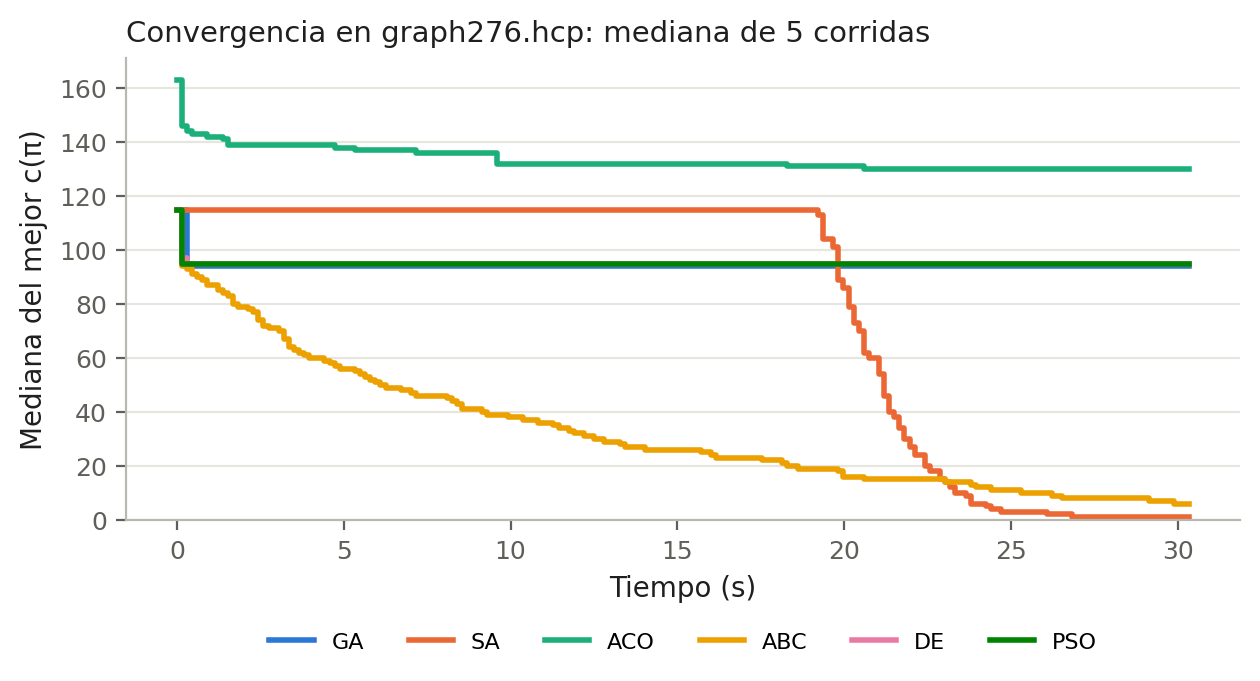 Convergencia en graph276.hcp: mediana de 5 corridas
Mediana del mejor c(π)
160
140
120
100
80
60
40
20
0
0 5 10 15 20 25 30
Tiempo (s)
GA SA ACO ABC DE PSO